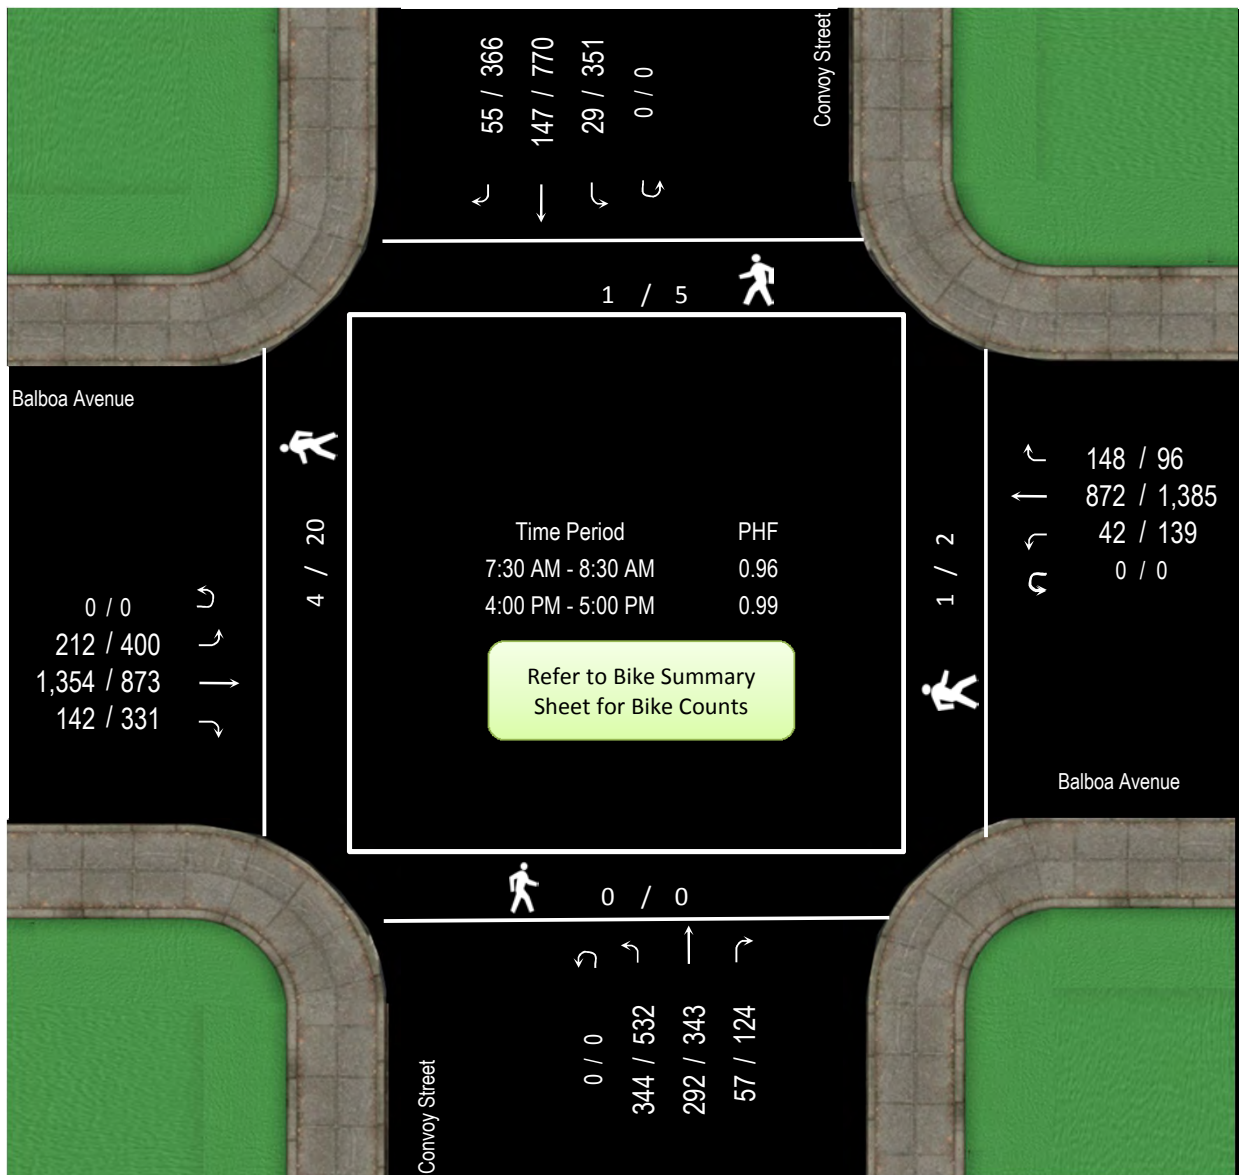 55 / 366
147 / 770
29 / 351
0 / 0
Convoy Street
1 / 5
Balboa Avenue
4 / 20
0 / 0
212 / 400
1,354 / 873
142 / 331
Time Period PHF
7:30 AM - 8:30 AM 0.96
4:00 PM - 5:00 PM 0.99
Refer to Bike Summary
Sheet for Bike Counts
1 / 2
148 / 96
872 / 1,385
42 / 139
0 / 0
Balboa Avenue
0 / 0
Convoy Street
0 / 0
344 / 532
292 / 343
57 / 124